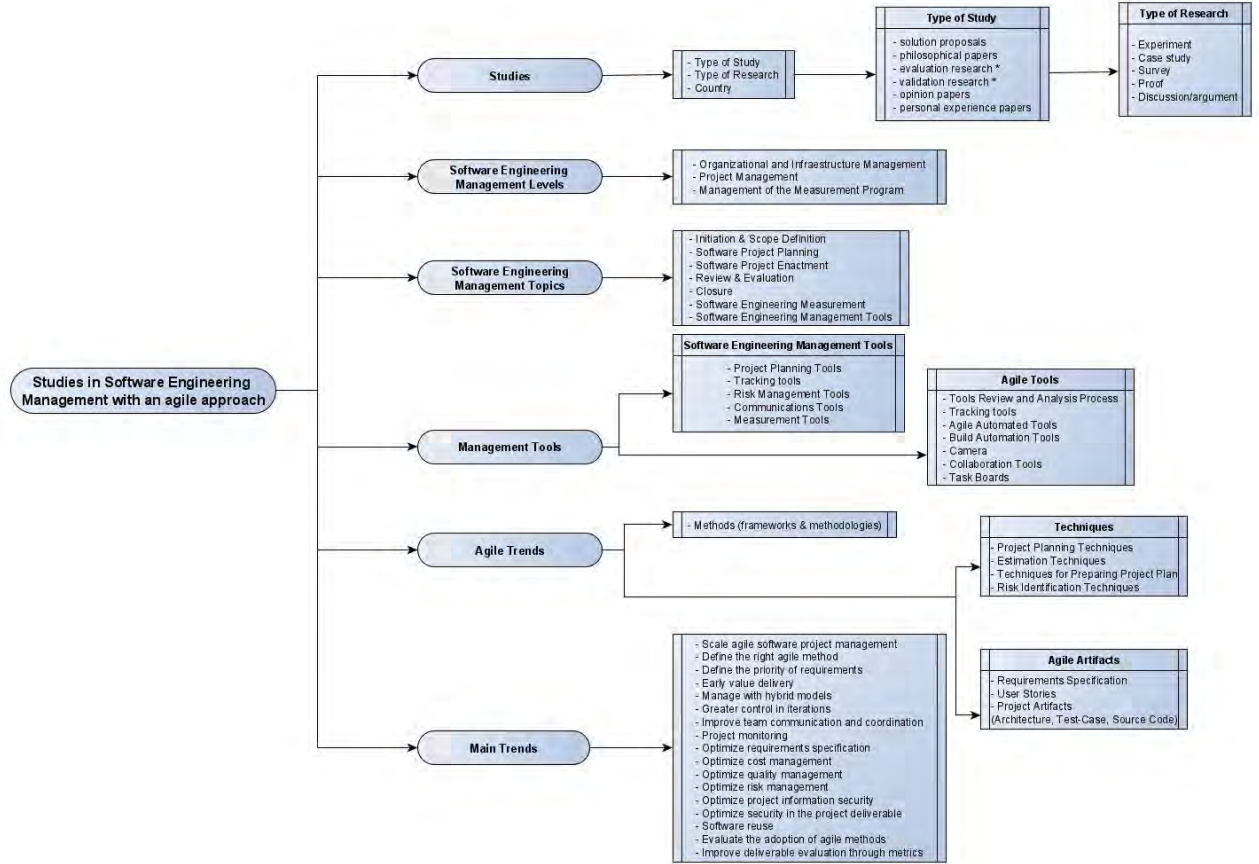 Studies in Software Engineering
Management with an agile approach
Studies
- Type of Study
- Type of Research
- Country
Type of Study
- solution proposals
- philosophical papers
- evaluation research *
- validation research *
- opinion papers
- personal experience papers
Type of Research
- Experiment
- Case study
- Survey
- Proof
- Discussion/argument
Software Engineering
Management Levels
- Organizational and Infraestructure Management
- Project Management
- Management of the Measurement Program
Software Engineering
Management Topics
- Initiation & Scope Definition
- Software Project Planning
- Software Project Enactment
- Review & Evaluation
- Closure
- Software Engineering Measurement
- Software Engineering Management Tools
Management Tools
Software Engineering Management Tools
- Project Planning Tools
- Tracking tools
- Risk Management Tools
- Communications Tools
- Measurement Tools
Agile Tools
- Tools Review and Analysis Process
- Tracking tools
- Agile Automated Tools
- Build Automation Tools
- Camera
- Collaboration Tools
- Task Boards
Agile Trends
- Methods (frameworks & methodologies)
Techniques
- Project Planning Techniques
- Estimation Techniques
- Techniques for Preparing Project Plan
- Risk Identification Techniques
Agile Artifacts
- Requirements Specification
- User Stories
- Project Artifacts
(Architecture, Test-Case, Source Code)
Main Trends
- Scale agile software project management
- Define the right agile method
- Define the priority of requirements
- Early value delivery
- Manage with hybrid models
- Greater control in iterations
- Improve team communication and coordination
- Project monitoring
- Optimize requirements specification
- Optimize cost management
- Optimize quality management
- Optimize risk management
- Optimize project information security
- Optimize security in the project deliverable
- Software reuse
- Evaluate the adoption of agile methods
- Improve deliverable evaluation through metrics